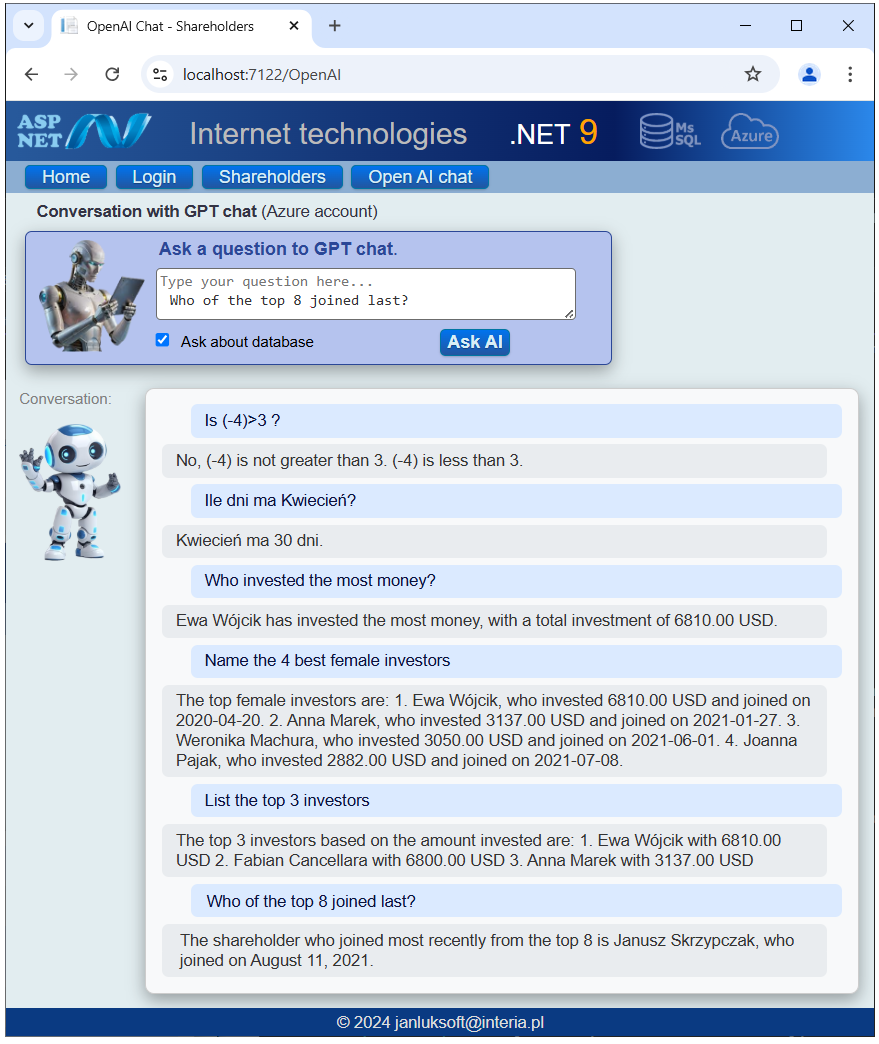 OpenAI Chat - Shareholders
localhost:7122/OpenAI
ASP
NET
Internet technologies
.NET 9
Ms
SQL
Azure
Home
Login
Shareholders
Open AI chat
Conversation with GPT chat (Azure account)
Ask a question to GPT chat.
Type your question here...
Who of the top 8 joined last?
Ask about database
Ask AI
Conversation:
Is (-4)>3 ?
No, (-4) is not greater than 3. (-4) is less than 3.
Ile dni ma Kwiecień?
Kwiecień ma 30 dni.
Who invested the most money?
Ewa Wójcik has invested the most money, with a total investment of 6810.00 USD.
Name the 4 best female investors
The top female investors are: 1. Ewa Wójcik, who invested 6810.00 USD and joined on
2020-04-20. 2. Anna Marek, who invested 3137.00 USD and joined on 2021-01-27. 3.
Weronika Machura, who invested 3050.00 USD and joined on 2021-06-01. 4. Joanna
Pajak, who invested 2882.00 USD and joined on 2021-07-08.
List the top 3 investors
The top 3 investors based on the amount invested are: 1. Ewa Wójcik with 6810.00
USD 2. Fabian Cancellara with 6800.00 USD 3. Anna Marek with 3137.00 USD
Who of the top 8 joined last?
The shareholder who joined most recently from the top 8 is Janusz Skrzypczak, who
joined on August 11, 2021.
© 2024 janluksoft@interia.pl